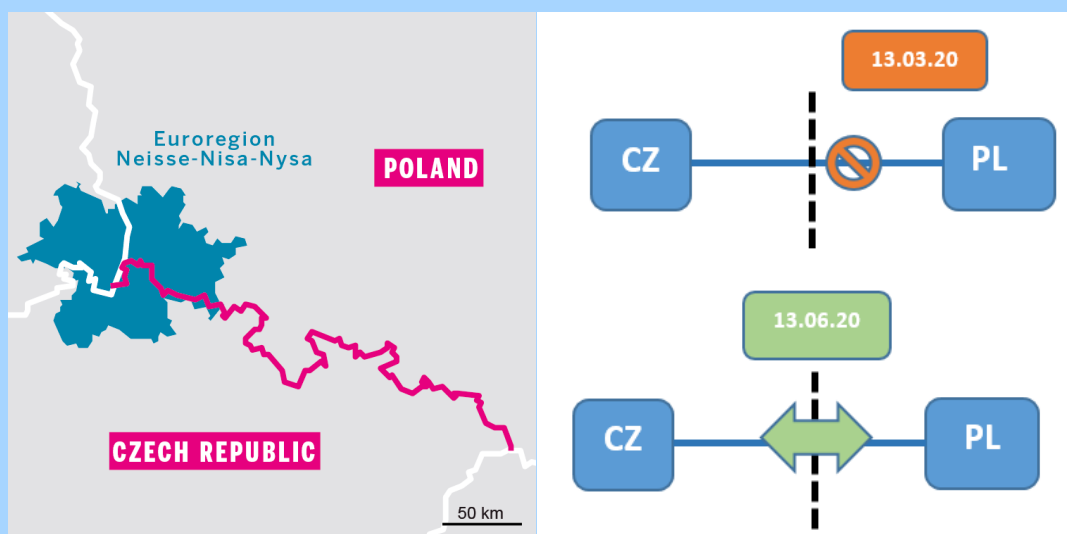 Euroregion
Neisse-Nisa-Nysa
POLAND
CZECH REPUBLIC
50 km
13.03.20
CZ
PL
13.06.20
CZ
PL